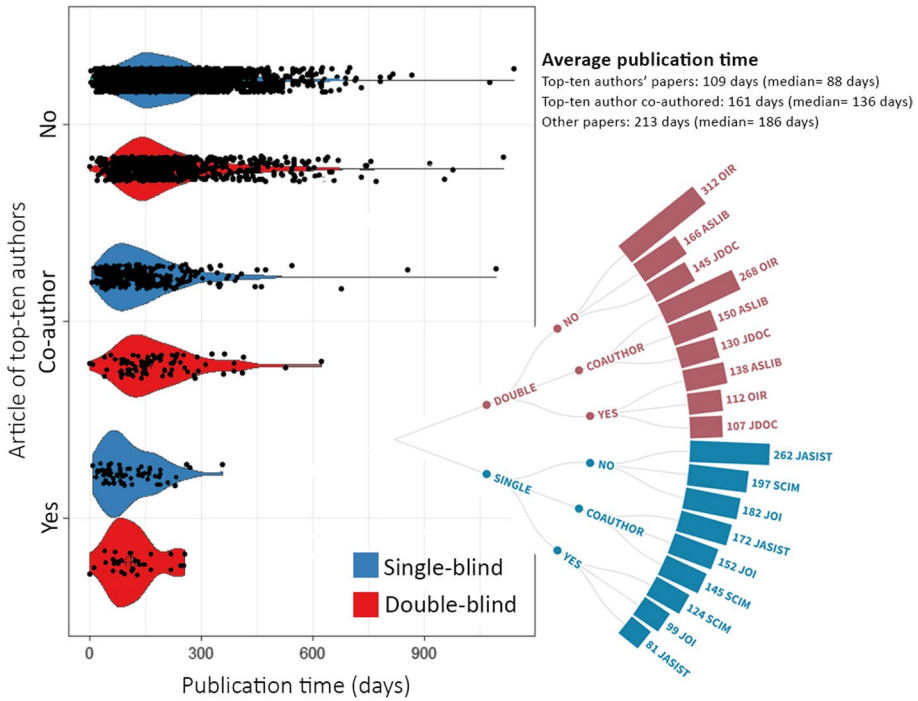 Average publication time
Top-ten authors' papers: 109 days (median= 88 days)
Top-ten author co-authored: 161 days (median= 136 days)
Other papers: 213 days (median= 186 days)
Article of top-ten authors
No
Co-author
Yes
Single-blind
Double-blind
0
300
600
900
Publication time (days)
DOUBLE
NO
COAUTHOR
YES
312 OIR
166 ASLIB
145 JDOC
268 OIR
150 ASLIB
130 JDOC
138 ASLIB
112 OIR
107 JDOC
SINGLE
NO
COAUTHOR
YES
262 JASIST
197 SCIM
182 JOI
172 JASIST
152 JOI
145 SCIM
124 SCIM
99 JOI
81 JASIST